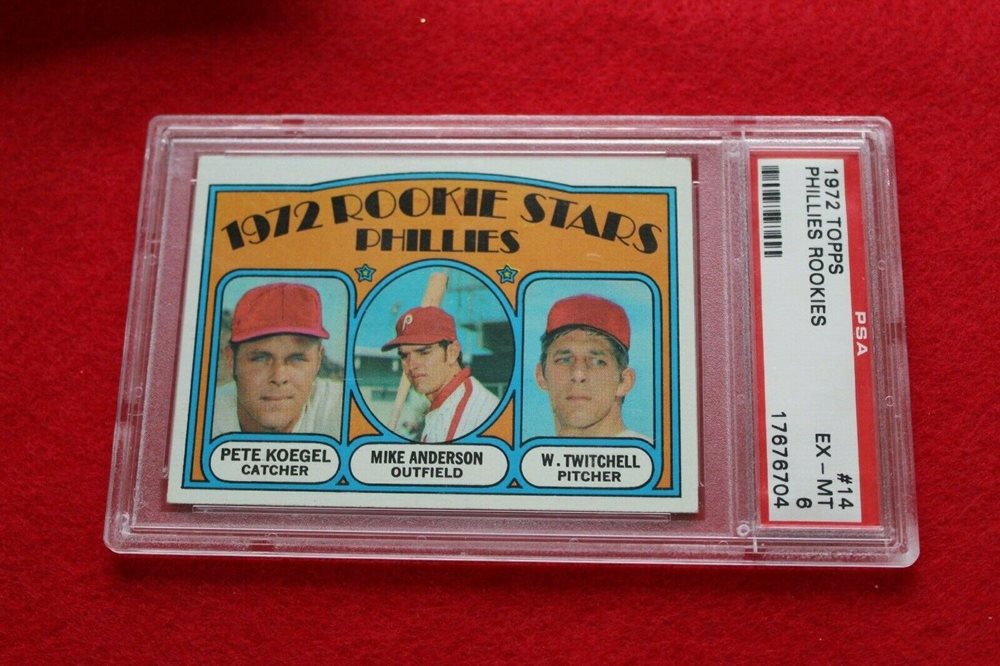 1972 ROOKIE STARS
PHILLIES
P
PETE KOEGEL
CATCHER
MIKE ANDERSON
OUTFIELD
W. TWITCHELL
PITCHER
1972 TOPPS #14
PHILLIES ROOKIES EX - MT
6
17676704
PSA